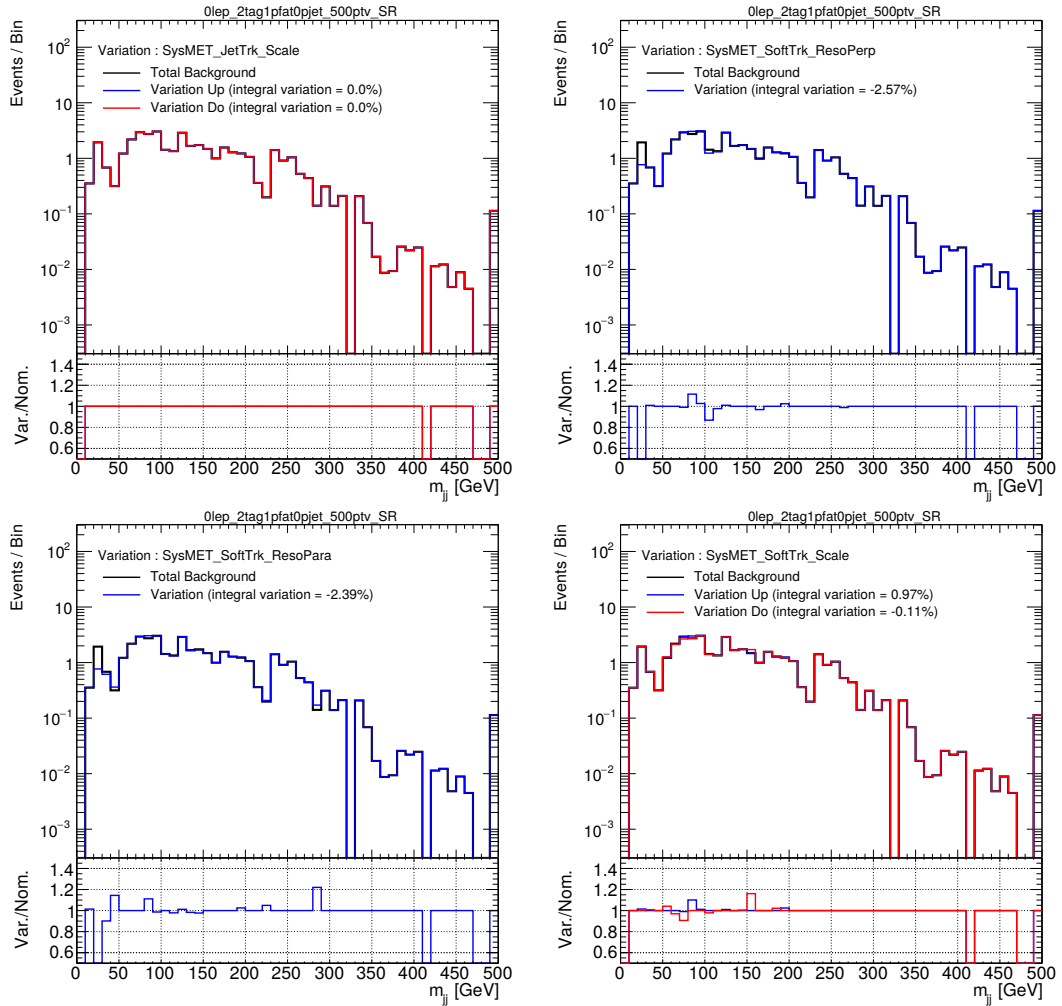 0lep_2tag1pfat0pjet_500ptv_SR
Events / Bin
10²
10
1
10⁻¹
10⁻²
10⁻³
Variation : SysMET_JetTrk_Scale
Total Background
Variation Up (integral variation = 0.0%)
Variation Do (integral variation = 0.0%)
Var./Nom.
1.4
1.2
1
0.8
0.6
0 50 100 150 200 250 300 350 400 450 500
m_jj [GeV]
0lep_2tag1pfat0pjet_500ptv_SR
Events / Bin
10²
10
1
10⁻¹
10⁻²
10⁻³
Variation : SysMET_SoftTrk_ResoPerp
Total Background
Variation (integral variation = -2.57%)
Var./Nom.
1.4
1.2
1
0.8
0.6
0 50 100 150 200 250 300 350 400 450 500
m_jj [GeV]
0lep_2tag1pfat0pjet_500ptv_SR
Events / Bin
10²
10
1
10⁻¹
10⁻²
10⁻³
Variation : SysMET_SoftTrk_ResoPara
Total Background
Variation (integral variation = -2.39%)
Var./Nom.
1.4
1.2
1
0.8
0.6
0 50 100 150 200 250 300 350 400 450 500
m_jj [GeV]
0lep_2tag1pfat0pjet_500ptv_SR
Events / Bin
10²
10
1
10⁻¹
10⁻²
10⁻³
Variation : SysMET_SoftTrk_Scale
Total Background
Variation Up (integral variation = 0.97%)
Variation Do (integral variation = -0.11%)
Var./Nom.
1.4
1.2
1
0.8
0.6
0 50 100 150 200 250 300 350 400 450 500
m_jj [GeV]